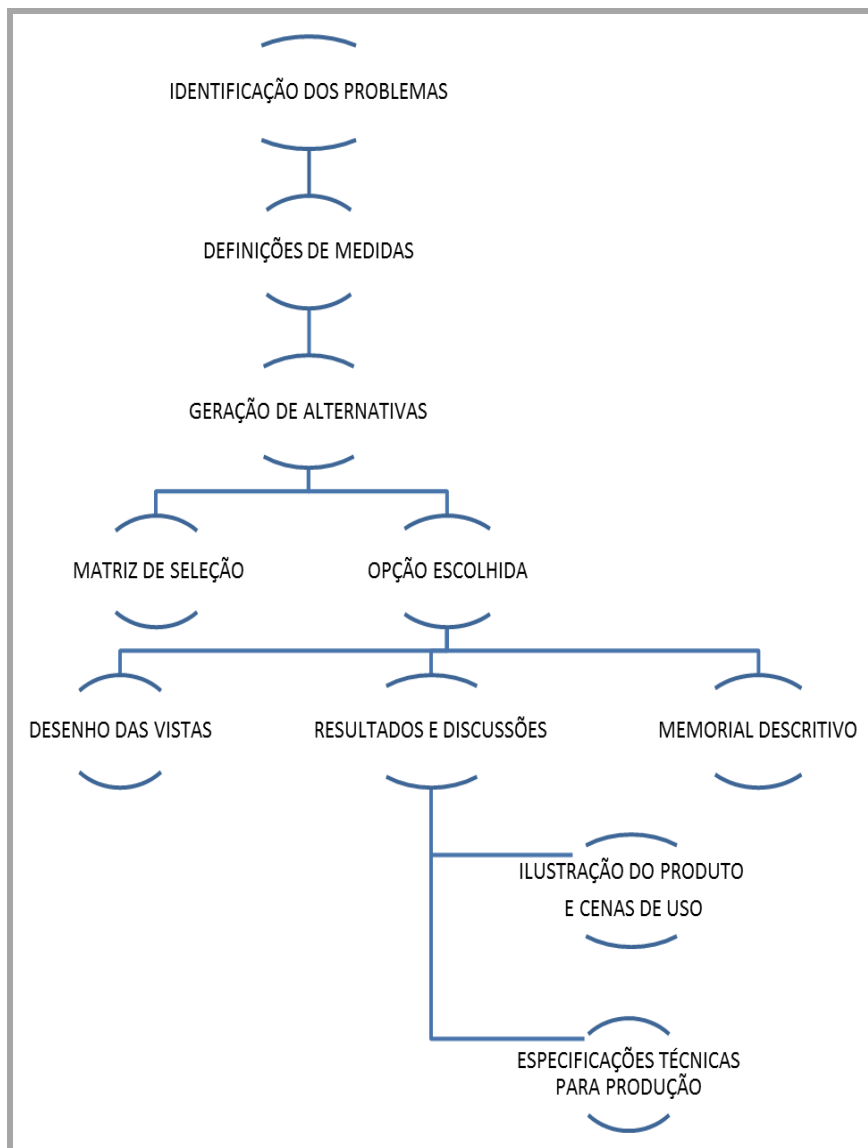 IDENTIFICAÇÃO DOS PROBLEMAS
DEFINIÇÕES DE MEDIDAS
GERAÇÃO DE ALTERNATIVAS
MATRIZ DE SELEÇÃO
OPÇÃO ESCOLHIDA
DESENHO DAS VISTAS
RESULTADOS E DISCUSSÕES
MEMORIAL DESCRITIVO
ILUSTRAÇÃO DO PRODUTO
E CENAS DE USO
ESPECIFICAÇÕES TÉCNICAS
PARA PRODUÇÃO